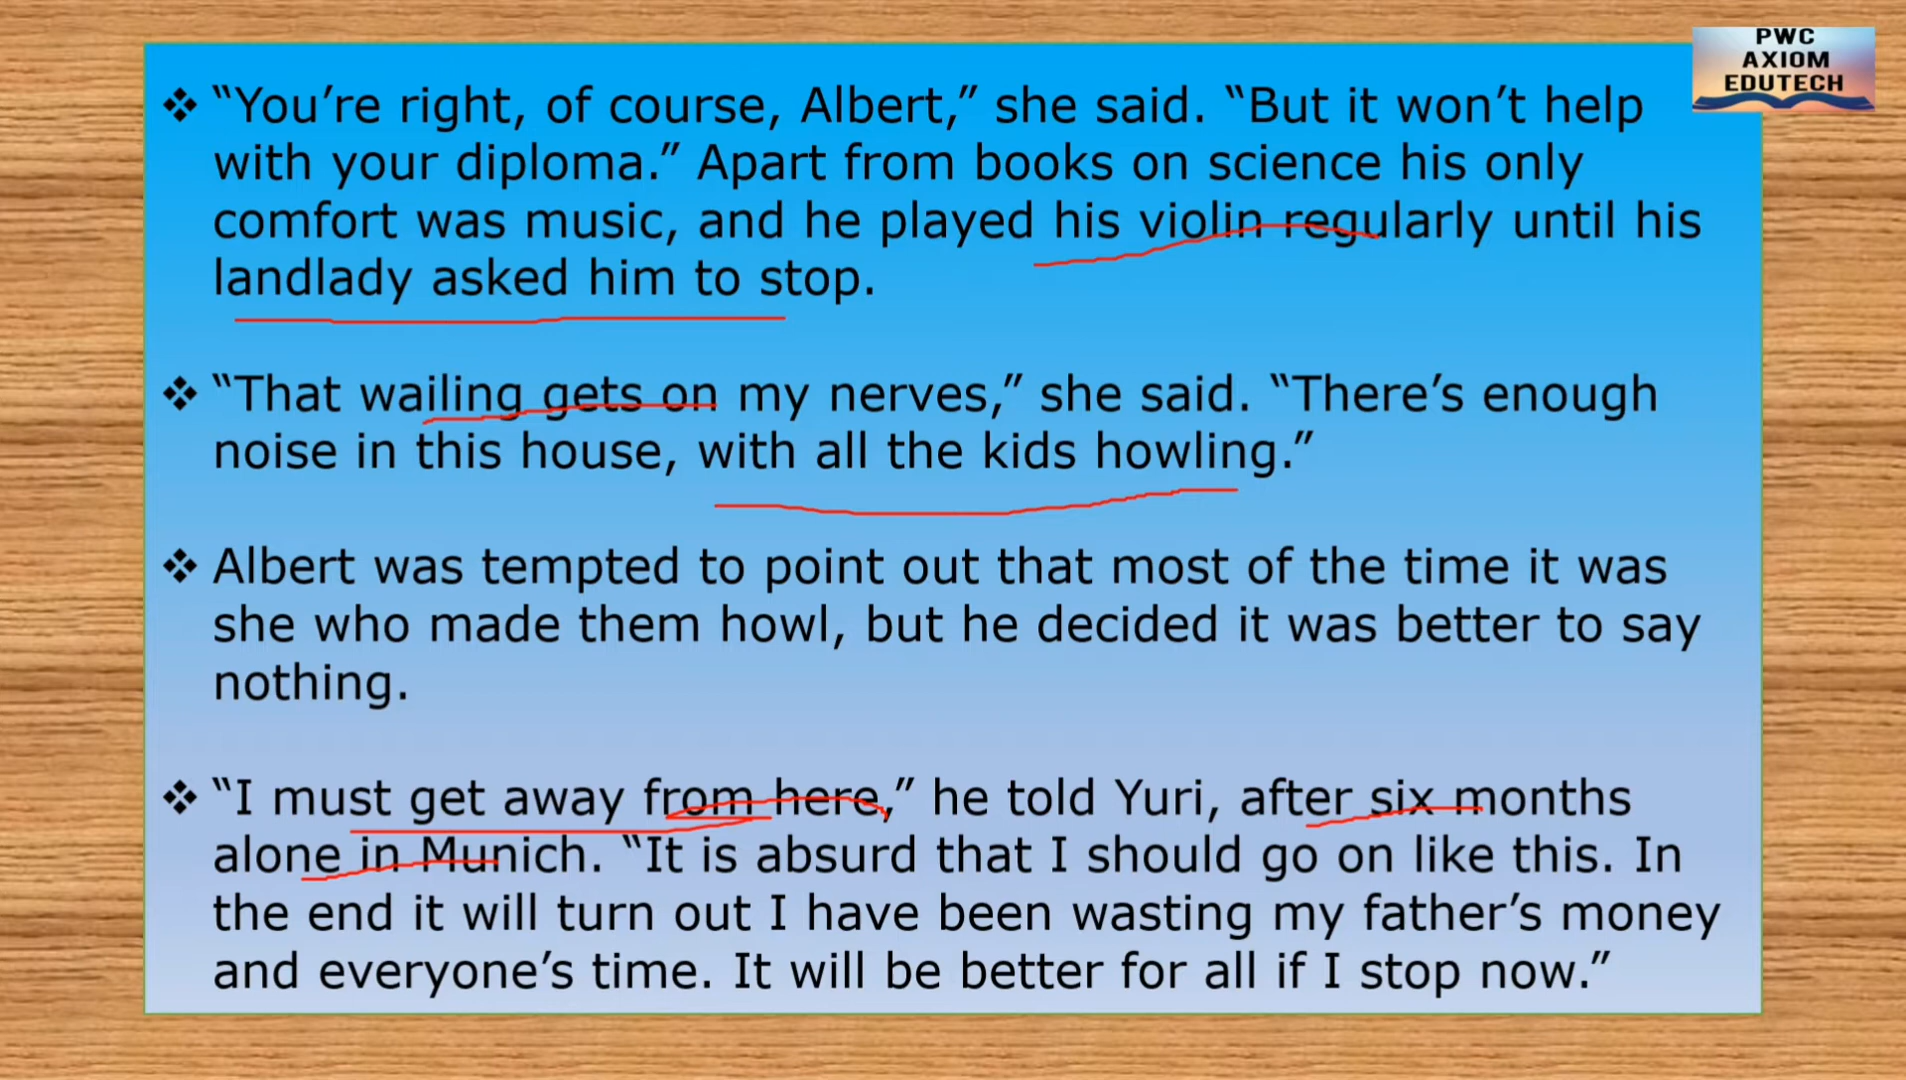 PWC
AXIOM
EDUTECH
❖ “You’re right, of course, Albert,” she said. “But it won’t help
with your diploma.” Apart from books on science his only
comfort was music, and he played his violin regularly until his
landlady asked him to stop.
❖ “That wailing gets on my nerves,” she said. “There’s enough
noise in this house, with all the kids howling.”
❖ Albert was tempted to point out that most of the time it was
she who made them howl, but he decided it was better to say
nothing.
❖ “I must get away from here,” he told Yuri, after six months
alone in Munich. “It is absurd that I should go on like this. In
the end it will turn out I have been wasting my father’s money
and everyone’s time. It will be better for all if I stop now.”